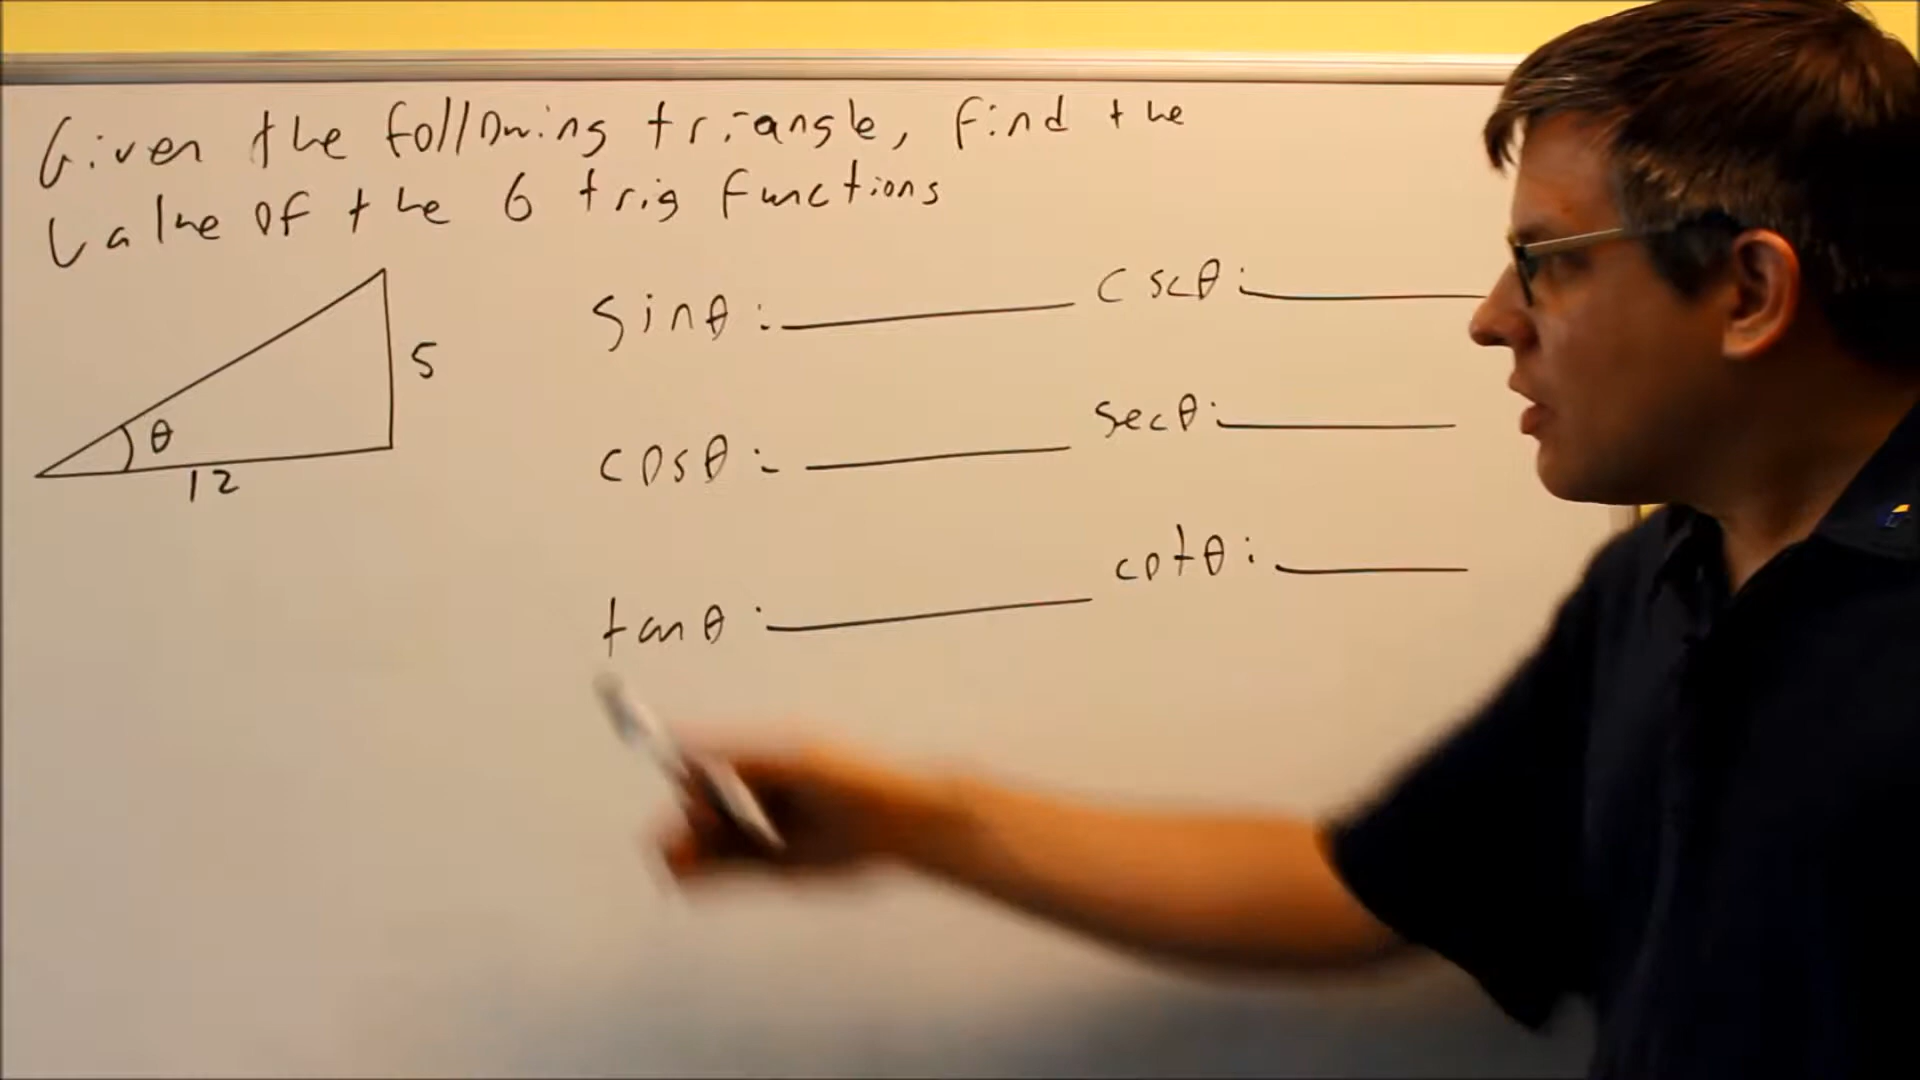 Given the following triangle, find the
value of the 6 trig functions
sinθ: cscθ:
5
cosθ: secθ:
θ
12
tanθ: cotθ: